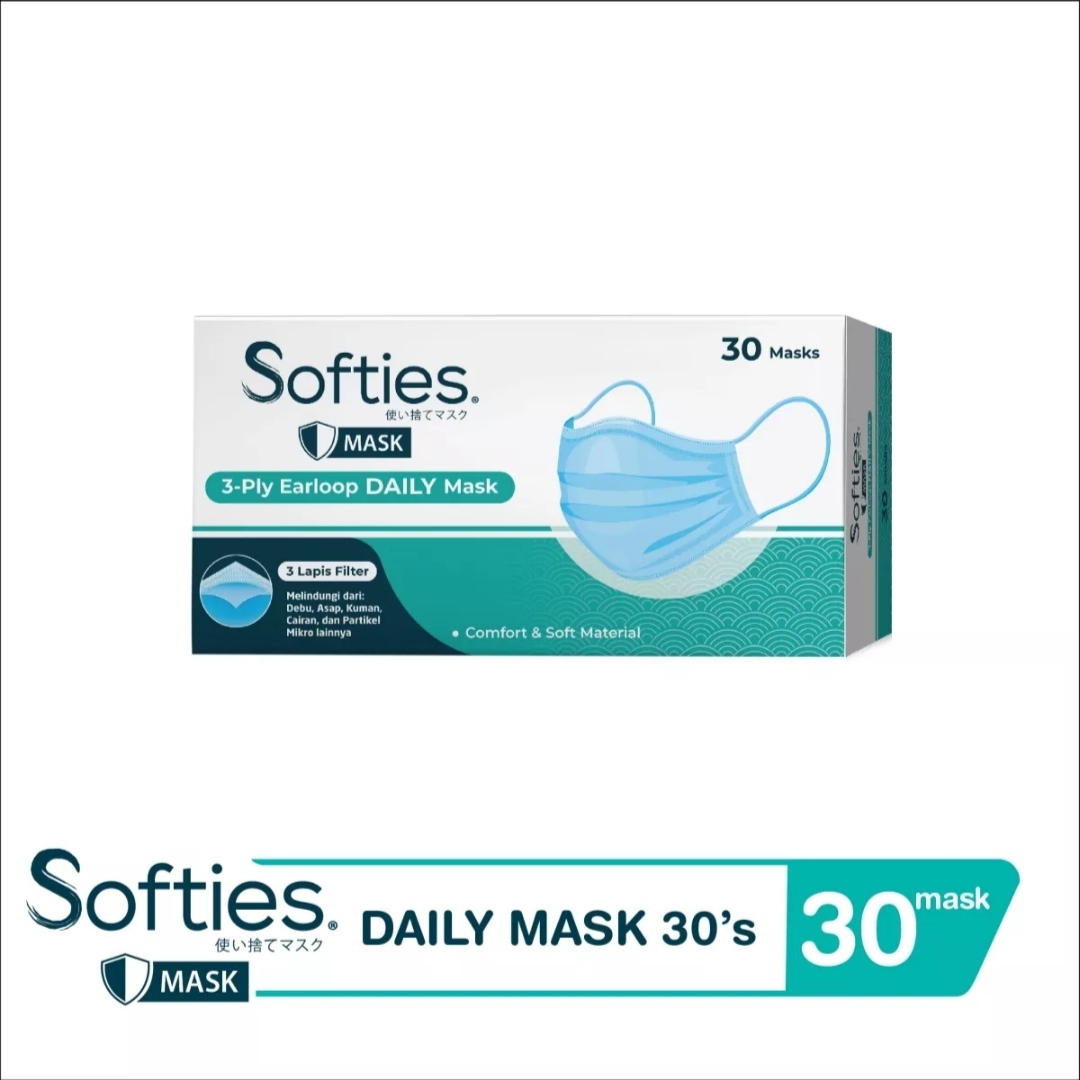 Softies®
使い捨てマスク
MASK
3-Ply Earloop DAILY Mask
30 Masks
3 Lapis Filter
Melindungi dari:
Debu, Asap, Kuman,
Cairan, dan Partikel
Mikro lainnya
• Comfort & Soft Material
Softies®
Softies®
使い捨てマスク
MASK
DAILY MASK 30's
30 mask